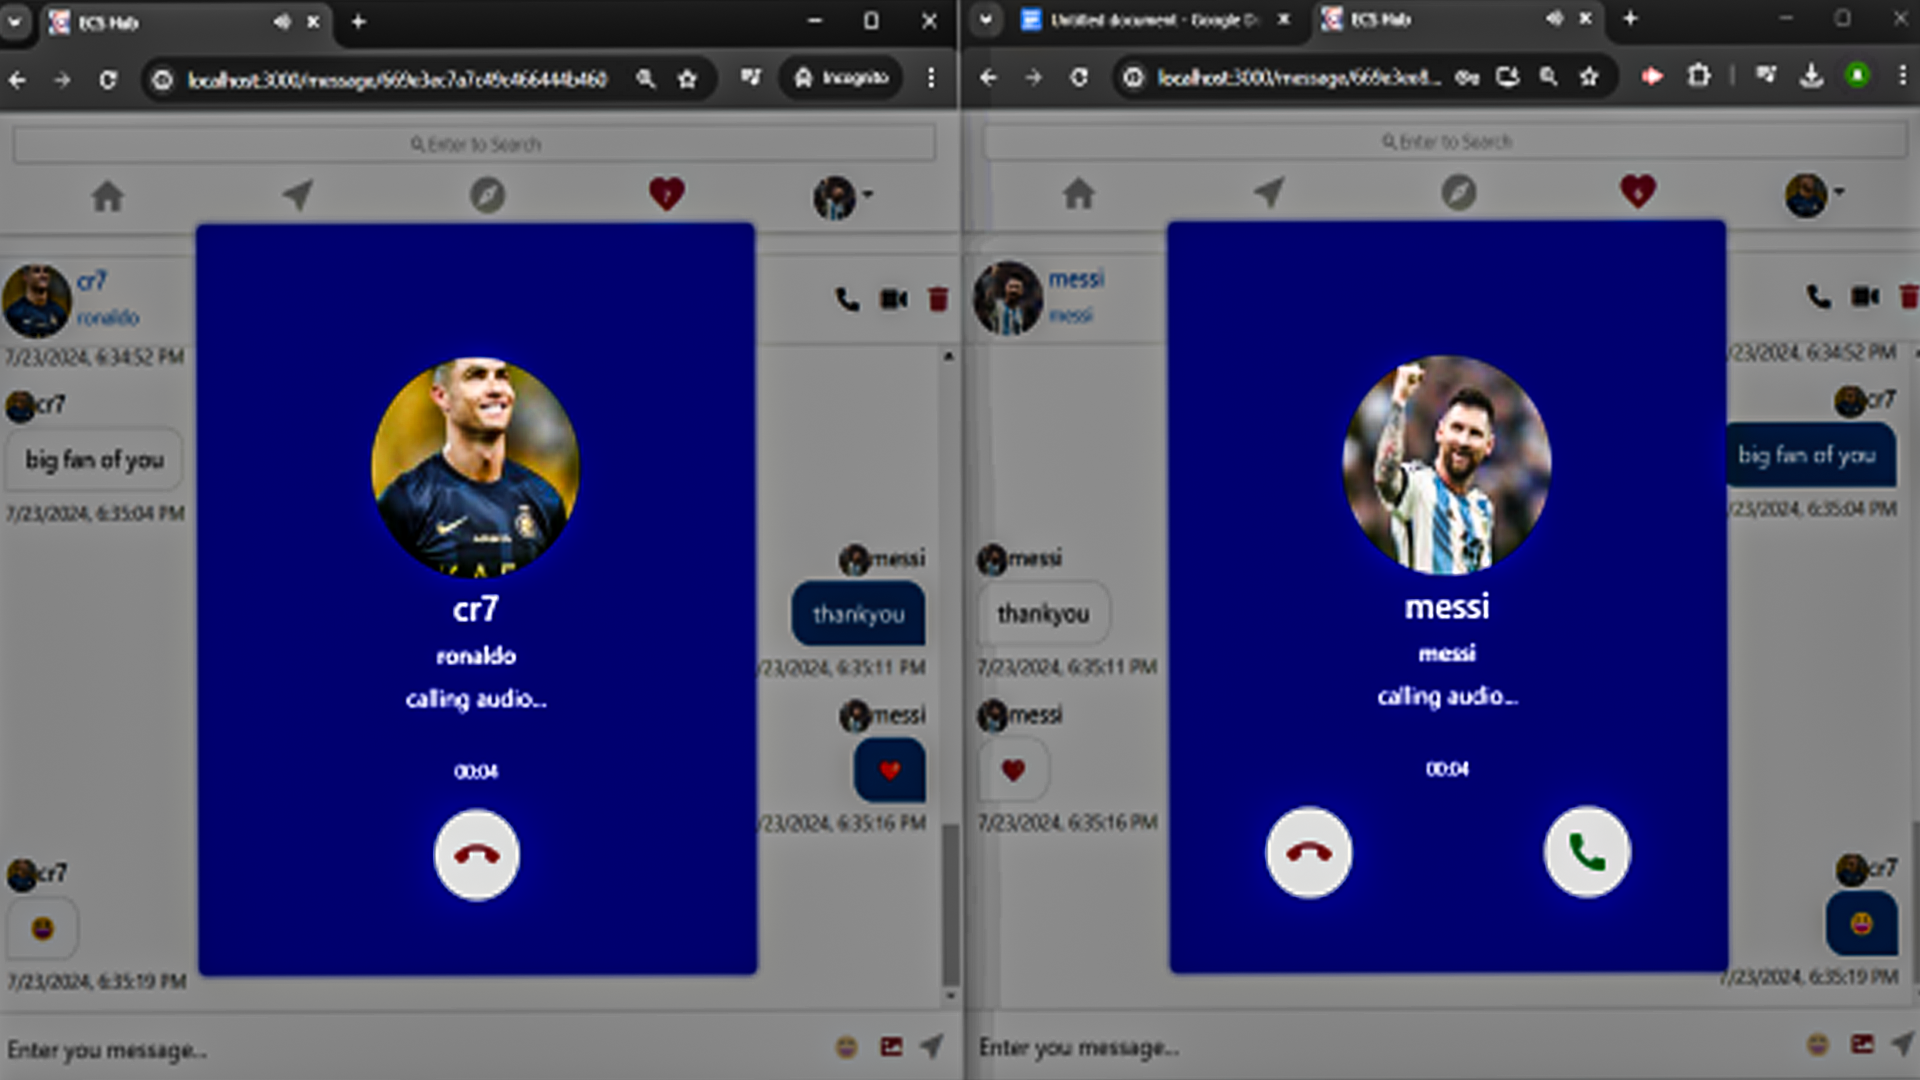 ECS Hub
localhost:3000/message/669e3ec7a7c49c466444b460
Incognito
Enter to Search
7
cr7
ronaldo
7/23/2024, 6:34:52 PM
cr7
big fan of you
7/23/2024, 6:35:04 PM
messi
thankyou
/23/2024, 6:35:11 PM
messi
/23/2024, 6:35:16 PM
cr7
7/23/2024, 6:35:19 PM
cr7
ronaldo
calling audio...
00:04
Enter you message...
Untitled document - Google D
ECS Hub
localhost:3000/message/669e3ee8...
Enter to Search
messi
messi
/23/2024, 6:34:52 PM
cr7
big fan of you
/23/2024, 6:35:04 PM
messi
thankyou
7/23/2024, 6:35:11 PM
messi
7/23/2024, 6:35:16 PM
cr7
7/23/2024, 6:35:19 PM
messi
messi
calling audio...
00:04
Enter you message...